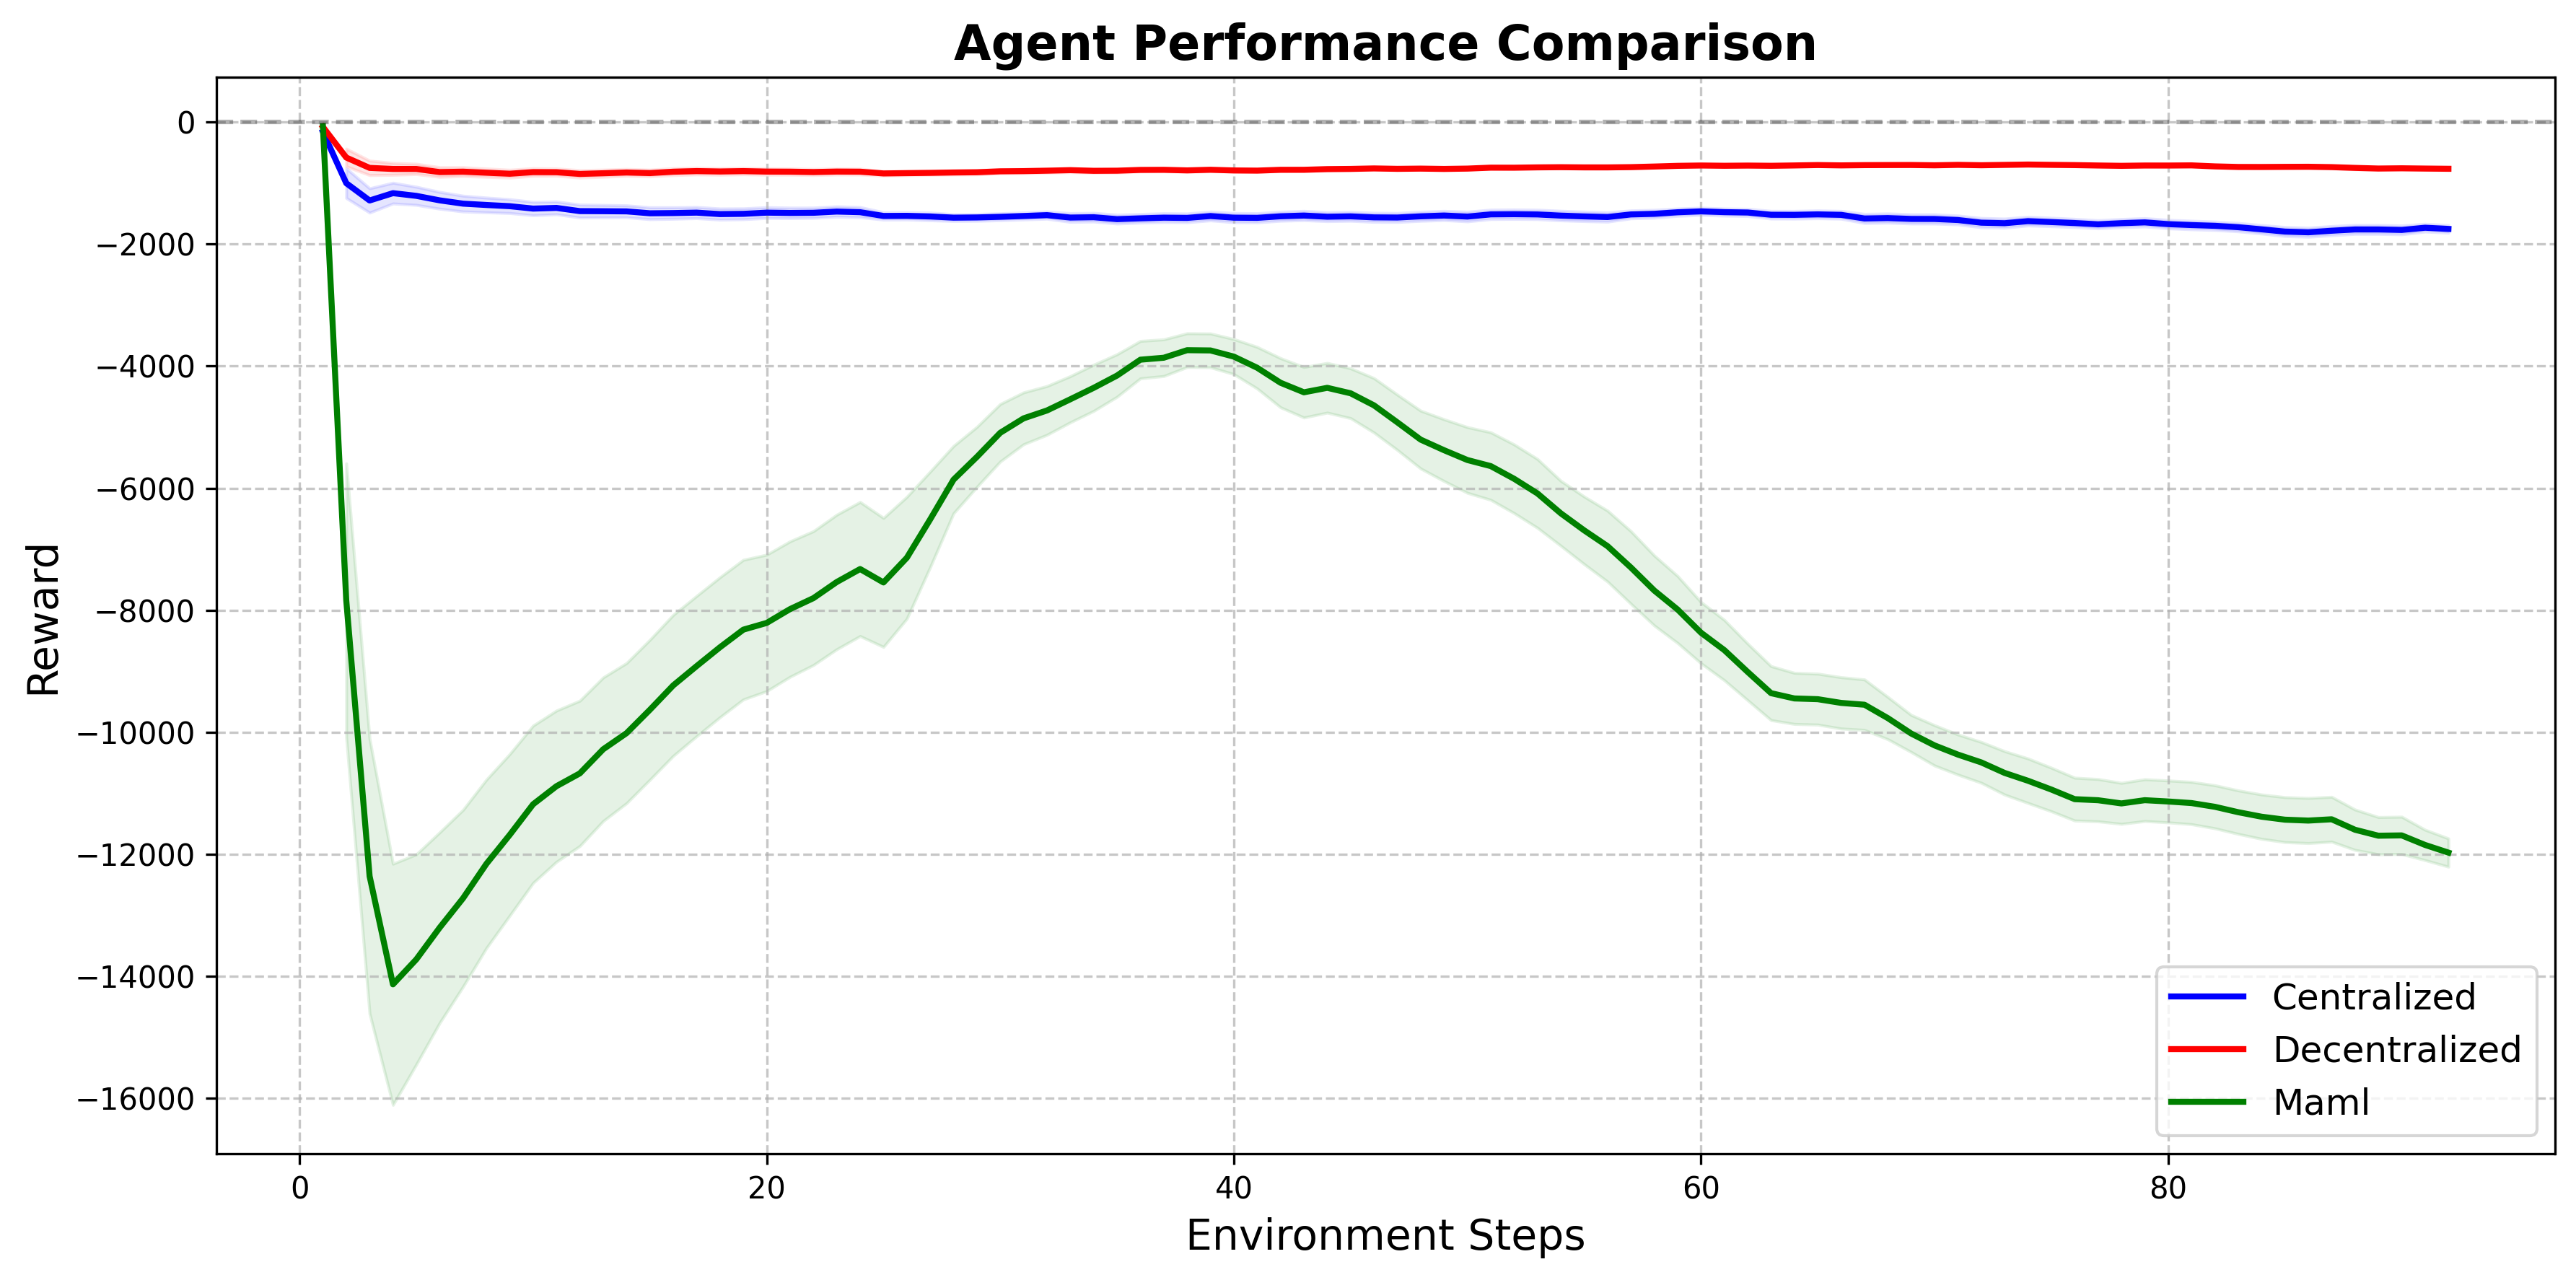 Agent Performance Comparison
Reward
0
−2000
−4000
−6000
−8000
−10000
−12000
−14000
−16000
0
20
40
60
80
Environment Steps
Centralized
Decentralized
Maml